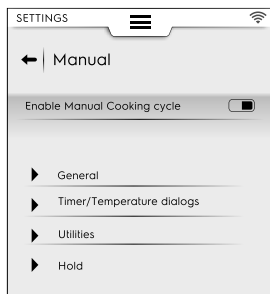 SETTINGS
Manual
Enable Manual Cooking cycle
General
Timer/Temperature dialogs
Utilities
Hold